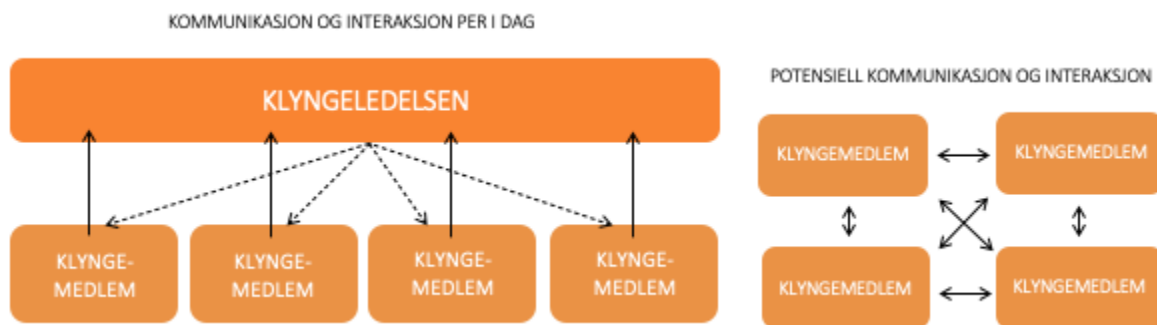 KOMMUNIKASJON OG INTERAKSJON PER I DAG
KLYNGELEDELSEN
KLYNGE-
MEDLEM
KLYNGE-
MEDLEM
KLYNGE-
MEDLEM
KLYNGE-
MEDLEM
POTENSIELL KOMMUNIKASJON OG INTERAKSJON
KLYNGEMEDLEM
KLYNGEMEDLEM
KLYNGEMEDLEM
KLYNGEMEDLEM